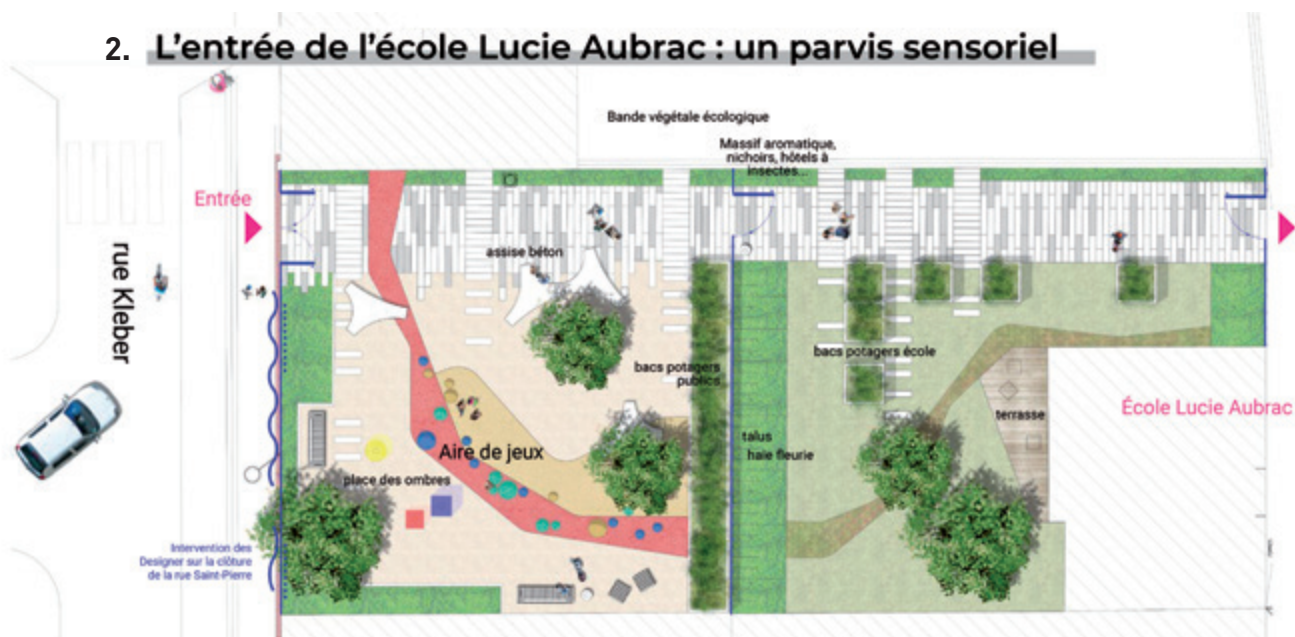 2. L'entrée de l'école Lucie Aubrac : un parvis sensoriel
Bande végétale écologique
Massif aromatique,
nichoirs, hôtels à
insectes...
Entrée
rue Kleber
assise béton
bacs potagers
publics
bacs potagers école
terrasse
École Lucie Aubrac
Aire de jeux
place des ombres
talus
haie fleurie
Intervention des
Designer sur la clôture
de la rue Saint-Pierre